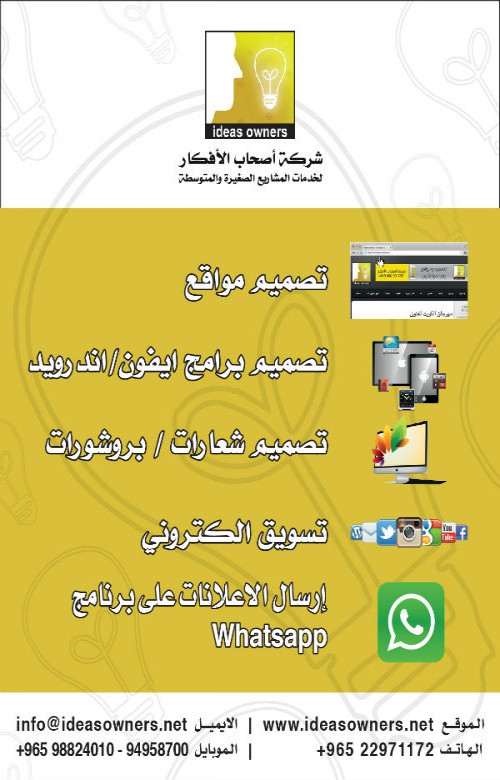 ideas owners
شركة أصحاب الأفكار
لخدمات المشاريع الصغيرة والمتوسطة
تصميم مواقع
تصميم برامج ايفون/اند رويد
تصميم شعارات / بروشورات
تسويق الكتروني
إرسال الاعلانات على برنامج
Whatsapp
الموقع www.ideasowners.net | الايميل info@ideasowners.net
الهاتف +965 22971172 | الموبايل +965 98824010 - 94958700